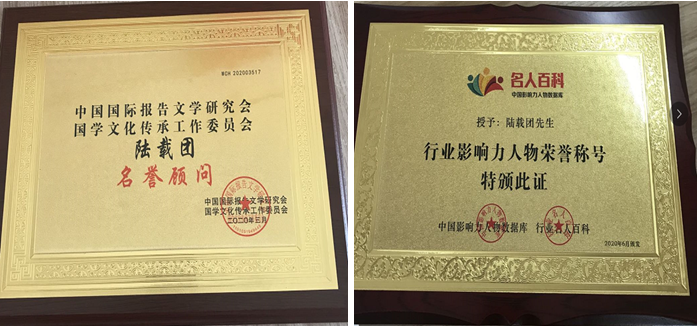 WCH 202003517
中国国际报告文学研究会
国学文化传承工作委员会
陆载团
名誉顾问
中国国际报告文学研究会
国学文化传承工作委员会
二〇二〇年三月
名人百科
中国影响力人物数据库
授予：陆载团先生
行业影响力人物荣誉称号
特颁此证
中国影响力人物数据库 行业名人百科
2020年6月颁发